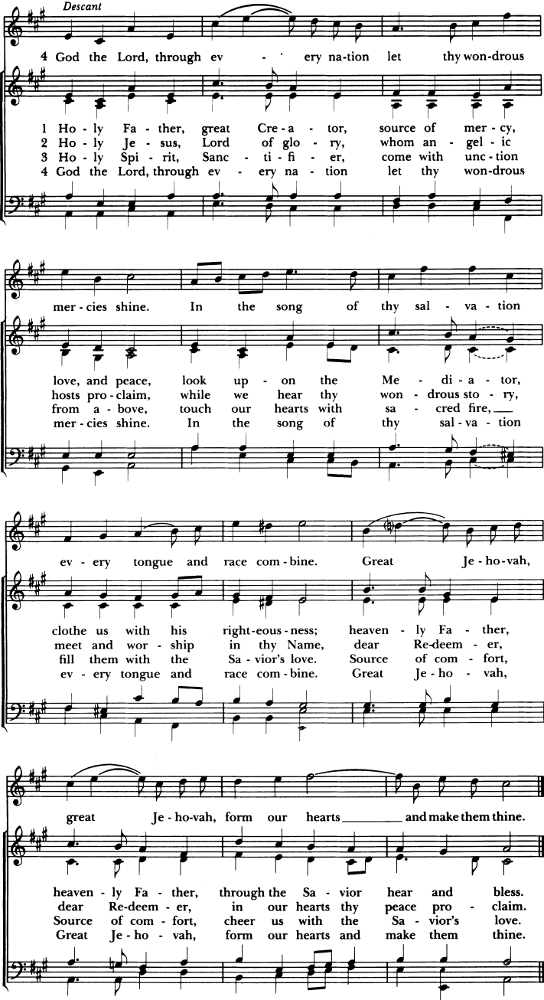 Descant
4 God the Lord, through ev - ery na-tion let thy won-drous
1 Ho - ly Fa - ther, great Cre - a - tor, source of mer - cy,
2 Ho - ly Je - sus, Lord of glo - ry, whom an - gel - ic
3 Ho - ly Spi - rit, Sanc - ti - fi - er, come with unc - tion
4 God the Lord, through ev - ery na - tion let thy won-drous
mer - cies shine. In the song of thy sal - va - tion
love, and peace, look up - on the Me - di - a - tor,
hosts pro - claim, while we hear thy won - drous sto - ry,
from a - bove, touch our hearts with sa - cred fire,
mer - cies shine. In the song of thy sal - va - tion
ev - ery tongue and race com - bine. Great Je - ho - vah,
clothe us with his right - eous - ness; heaven - ly Fa - ther,
meet and wor - ship in thy Name, dear Re-deem - er,
fill them with the Sa - vior's love. Source of com - fort,
ev - ery tongue and race com - bine. Great Je - ho - vah,
great Je - ho - vah, form our hearts and make them thine.
heaven - ly Fa - ther, through the Sa - vior hear and bless.
dear Re-deem - er, in our hearts thy peace pro - claim.
Source of com - fort, cheer us with the Sa - vior's love.
Great Je - ho - vah, form our hearts and make them thine.